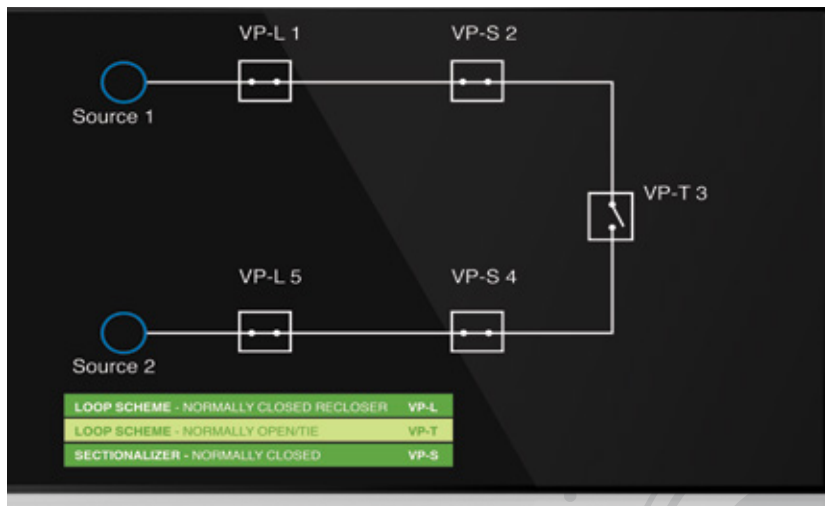 VP-L 1
VP-S 2
Source 1
VP-T 3
VP-L 5
VP-S 4
Source 2
LOOP SCHEME - NORMALLY CLOSED RECLOSER VP-L
LOOP SCHEME - NORMALLY OPEN/TIE VP-T
SECTIONALIZER - NORMALLY CLOSED VP-S